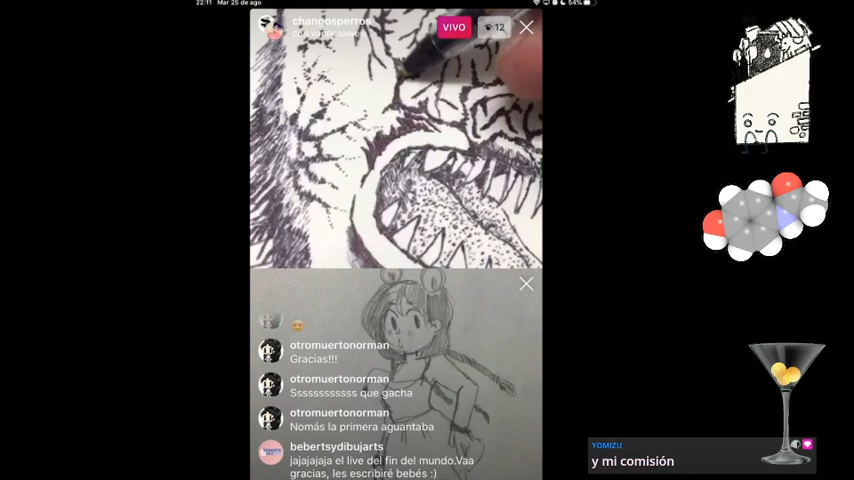 22:11 Mar 25 de ago
54%
changosperros
VIVO
12
otromuertonorman
Gracias!!!
otromuertonorman
Sssssssssss que gacha
otromuertonorman
Nomás la primera aguantaba
bebertsydibujarts
jajajajaja el live del fin del mundo.Vaa
gracias, les escribiré bebés :)
YOMIZU
y mi comisión